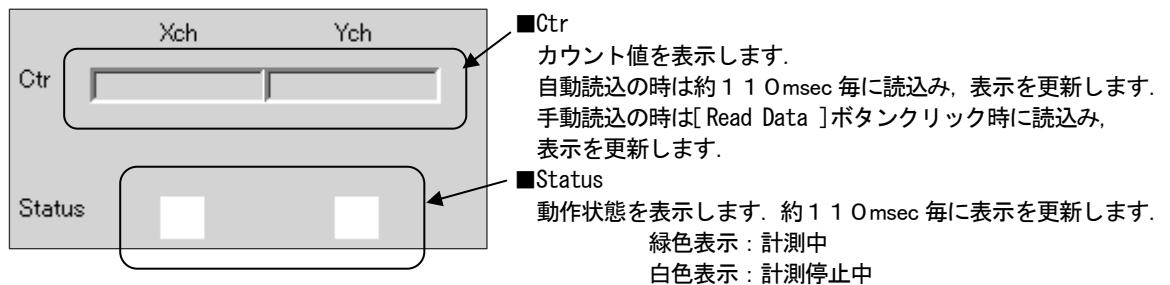 Xch Ych
Ctr
Status
■Ctr
カウント値を表示します.
自動読込の時は約１１０msec 毎に読込み, 表示を更新します.
手動読込の時は[ Read Data ]ボタンクリック時に読込み,
表示を更新します.
■Status
動作状態を表示します. 約１１０msec 毎に表示を更新します.
緑色表示：計測中
白色表示：計測停止中